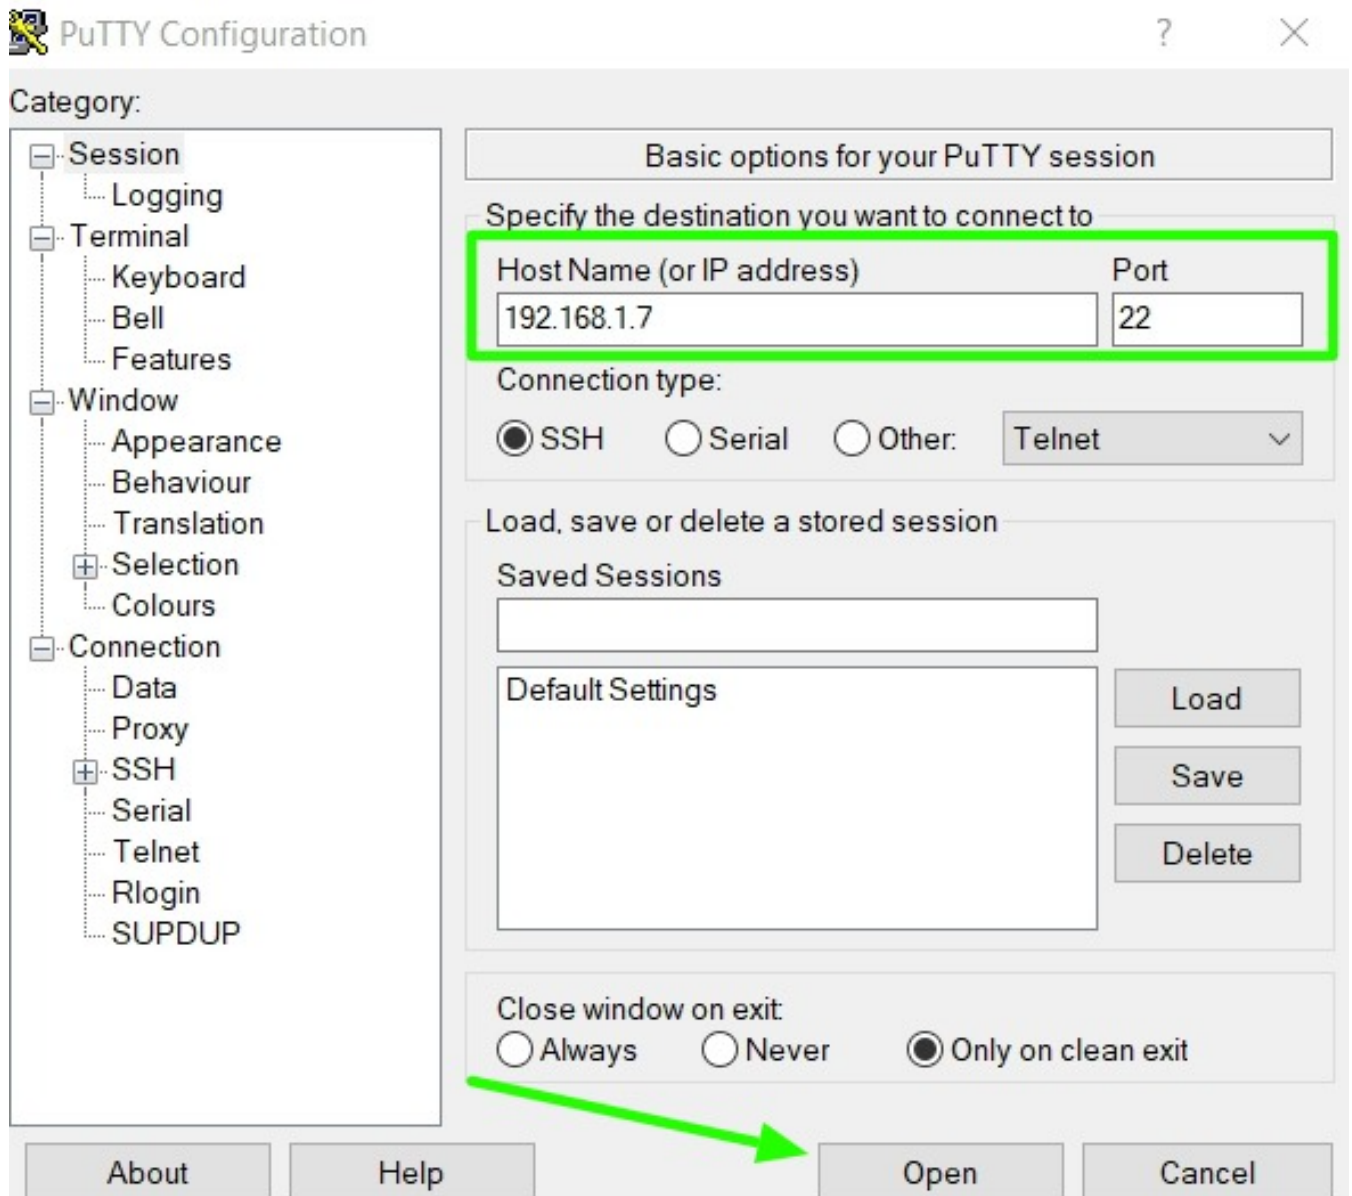 PuTTY Configuration
?
Category:
Session
Logging
Terminal
Keyboard
Bell
Features
Window
Appearance
Behaviour
Translation
Selection
Colours
Connection
Data
Proxy
SSH
Serial
Telnet
Rlogin
SUPDUP
Basic options for your PuTTY session
Specify the destination you want to connect to
Host Name (or IP address) Port
192.168.1.7 22
Connection type:
SSH Serial Other: Telnet
Load, save or delete a stored session
Saved Sessions
Default Settings
Load
Save
Delete
Close window on exit:
Always Never Only on clean exit
About Help Open Cancel